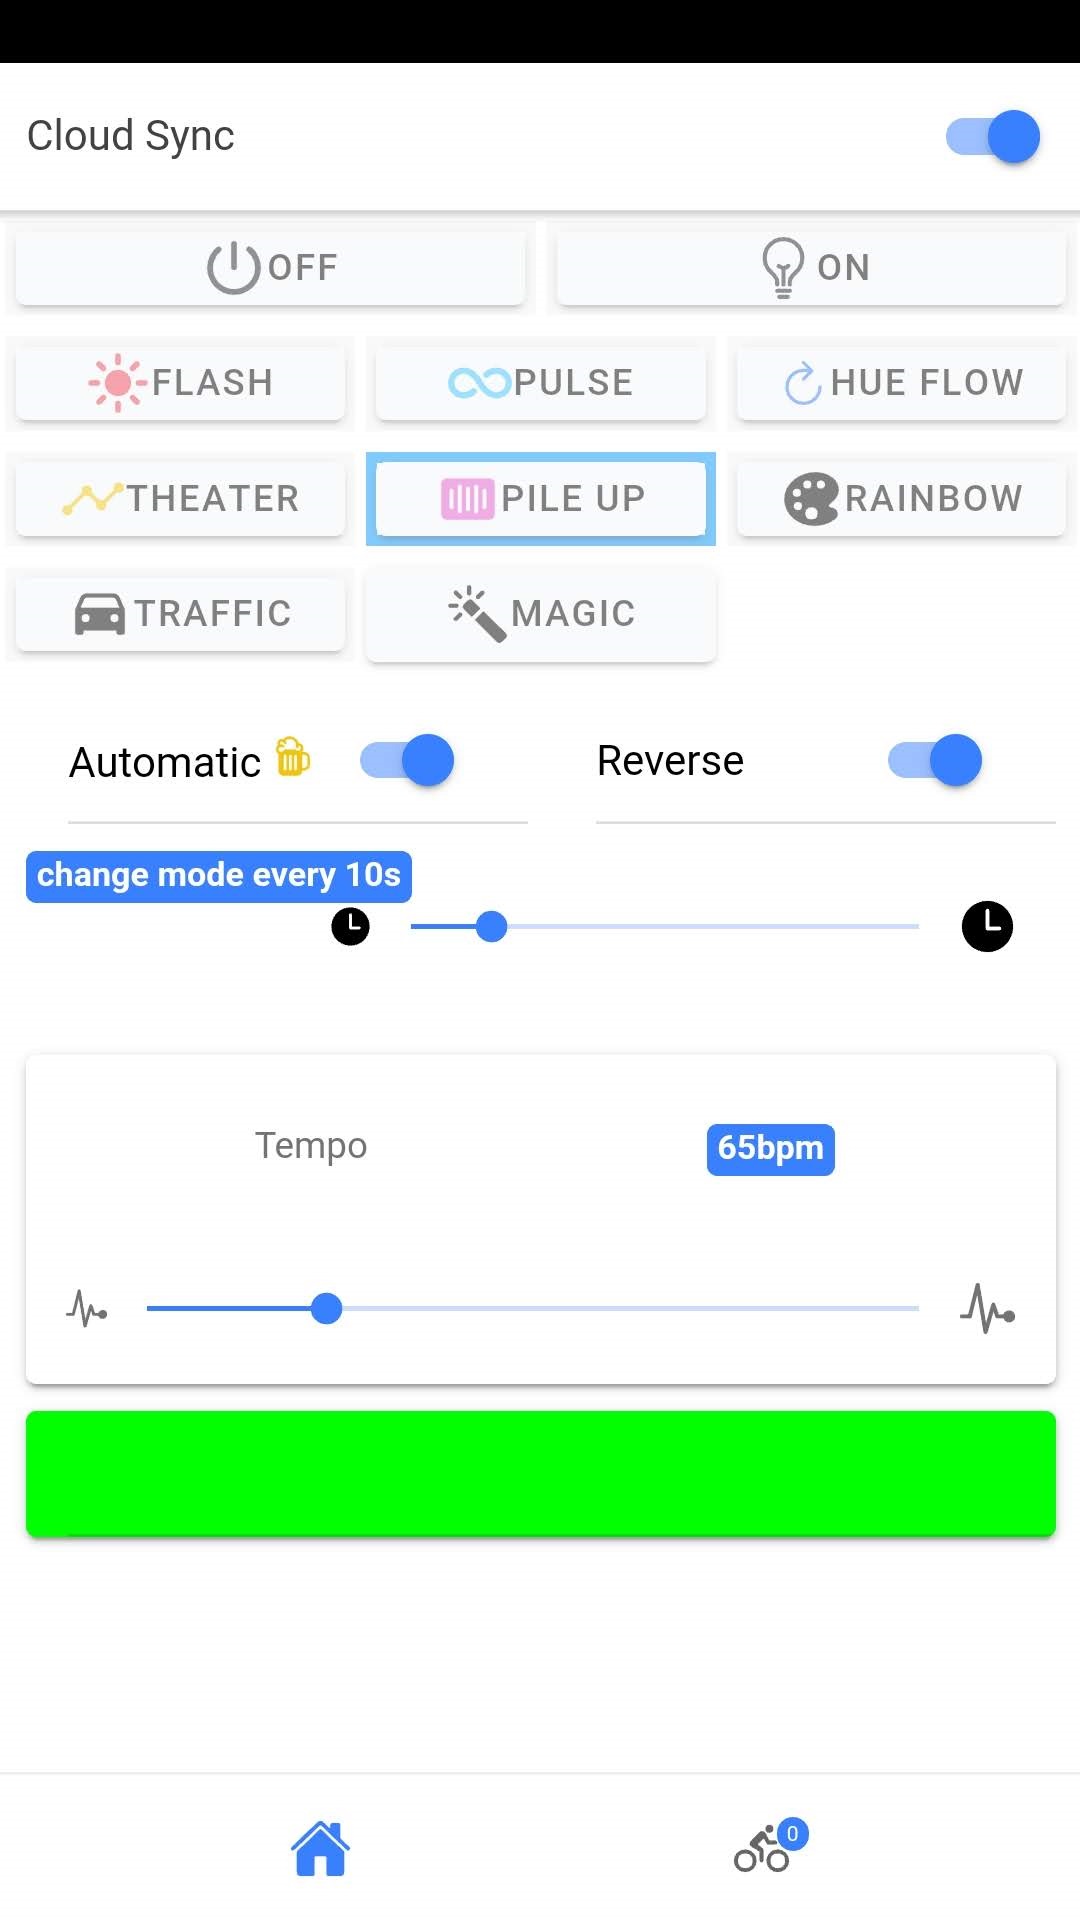 Cloud Sync
OFF ON
FLASH PULSE HUE FLOW
THEATER PILE UP RAINBOW
TRAFFIC MAGIC
Automatic Reverse
change mode every 10s
Tempo 65bpm
0